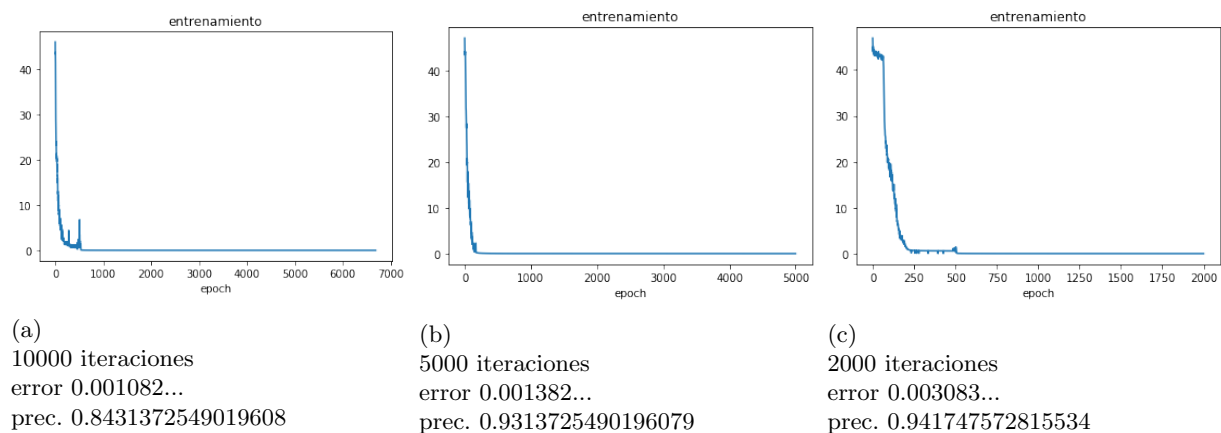 entrenamiento
40
30
20
10
0
0 1000 2000 3000 4000 5000 6000 7000
epoch
(a)
10000 iteraciones
error 0.001082...
prec. 0.8431372549019608
entrenamiento
40
30
20
10
0
0 1000 2000 3000 4000 5000
epoch
(b)
5000 iteraciones
error 0.001382...
prec. 0.9313725490196079
entrenamiento
40
30
20
10
0
0 250 500 750 1000 1250 1500 1750 2000
epoch
(c)
2000 iteraciones
error 0.003083...
prec. 0.941747572815534